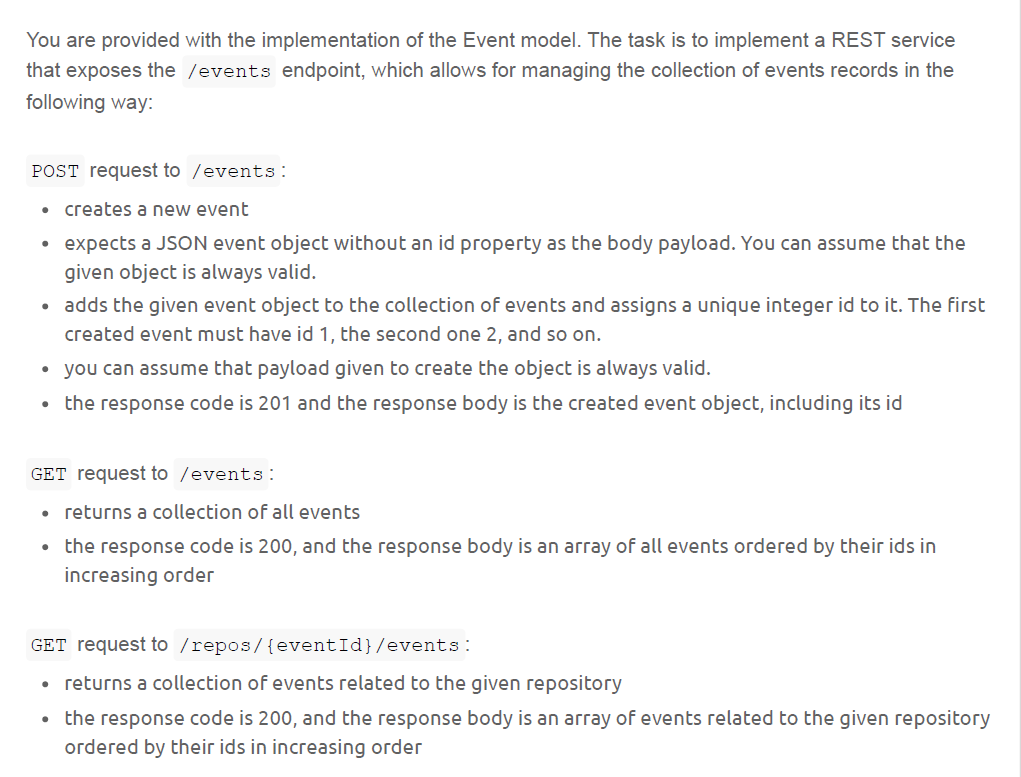 You are provided with the implementation of the Event model. The task is to implement a REST service
that exposes the /events endpoint, which allows for managing the collection of events records in the
following way:
POST request to /events:
• creates a new event
• expects a JSON event object without an id property as the body payload. You can assume that the
given object is always valid.
• adds the given event object to the collection of events and assigns a unique integer id to it. The first
created event must have id 1, the second one 2, and so on.
• you can assume that payload given to create the object is always valid.
• the response code is 201 and the response body is the created event object, including its id
GET request to /events:
• returns a collection of all events
• the response code is 200, and the response body is an array of all events ordered by their ids in
increasing order
GET request to /repos/{eventId}/events:
• returns a collection of events related to the given repository
• the response code is 200, and the response body is an array of events related to the given repository
ordered by their ids in increasing order